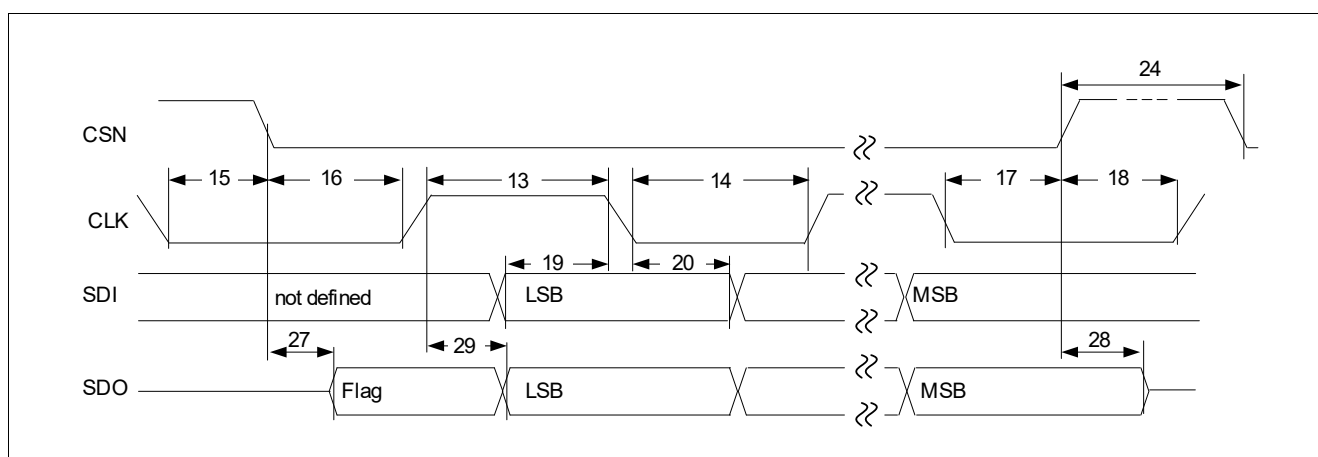 24
CSN
15 16 13 14 17 18
CLK
19 20
SDI not defined LSB MSB
27 29 28
SDO Flag LSB MSB